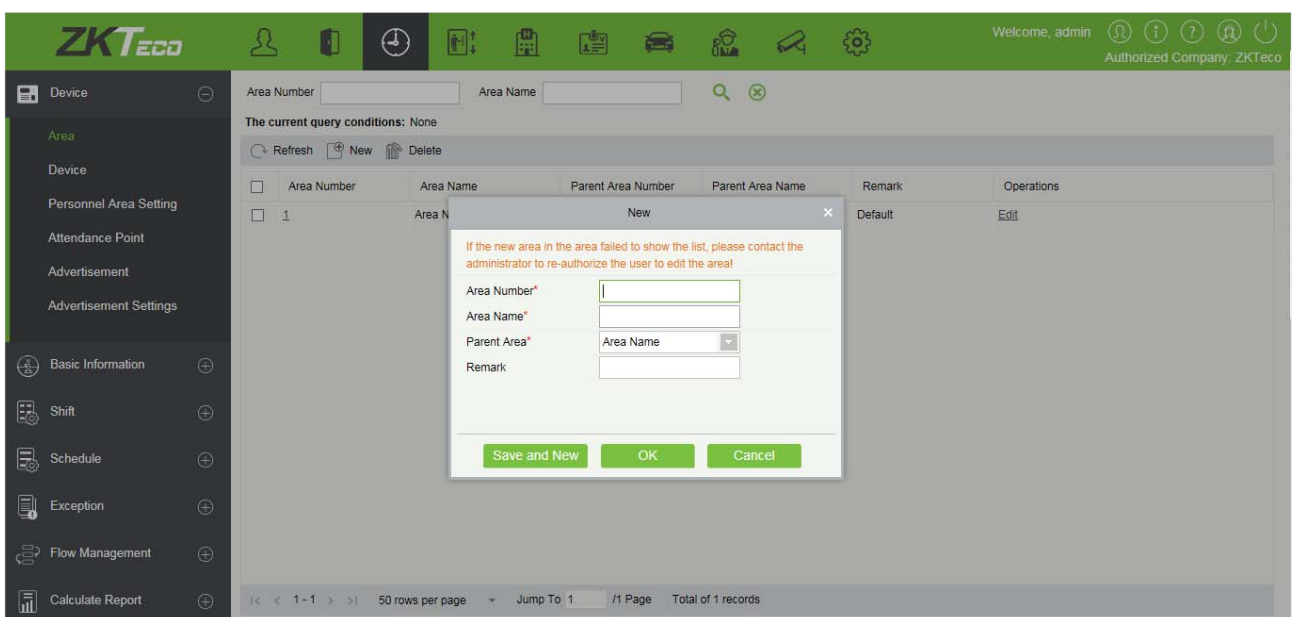 ZKTeco
Welcome, admin
Authorized Company: ZKTeco
Device
Area
Device
Personnel Area Setting
Attendance Point
Advertisement
Advertisement Settings
Basic Information
Shift
Schedule
Exception
Flow Management
Calculate Report
Area Number Area Name
The current query conditions: None
Refresh New Delete
Area Number Area Name Parent Area Number Parent Area Name Remark Operations
1 Area N Default Edit
New
If the new area in the area failed to show the list, please contact the
administrator to re-authorize the user to edit the area!
Area Number*
Area Name*
Parent Area* Area Name
Remark
Save and New OK Cancel
1 - 1 50 rows per page Jump To 1 /1 Page Total of 1 records